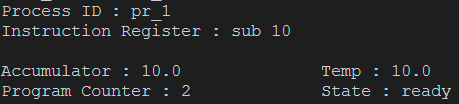 Process ID : pr_1
Instruction Register : sub 10
Accumulator : 10.0 Temp : 10.0
Program Counter : 2 State : ready